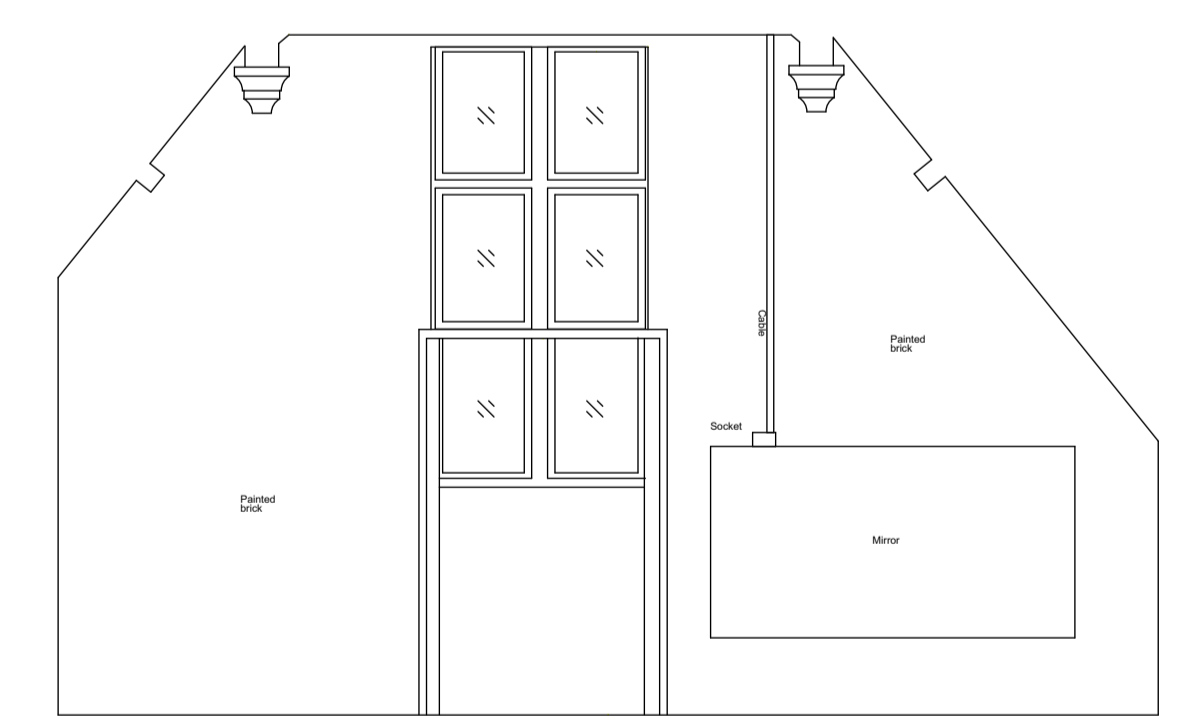 Cable
Painted
brick
Socket
Painted
brick
Mirror